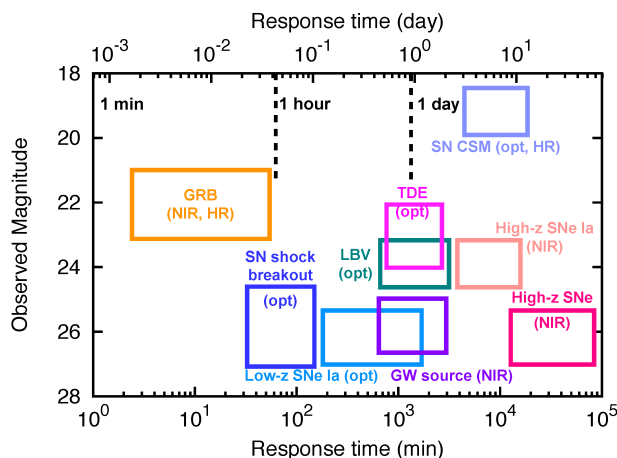 Response time (day)
10^-3 10^-2 10^-1 10^0 10^1
18
20
22
24
26
28
Observed Magnitude
1 min
1 hour
1 day
SN CSM (opt, HR)
GRB
(NIR, HR)
TDE
(opt)
High-z SNe Ia
(NIR)
LBV
(opt)
SN shock
breakout
(opt)
High-z SNe
(NIR)
Low-z SNe Ia (opt)
GW source (NIR)
10^0 10^1 10^2 10^3 10^4 10^5
Response time (min)